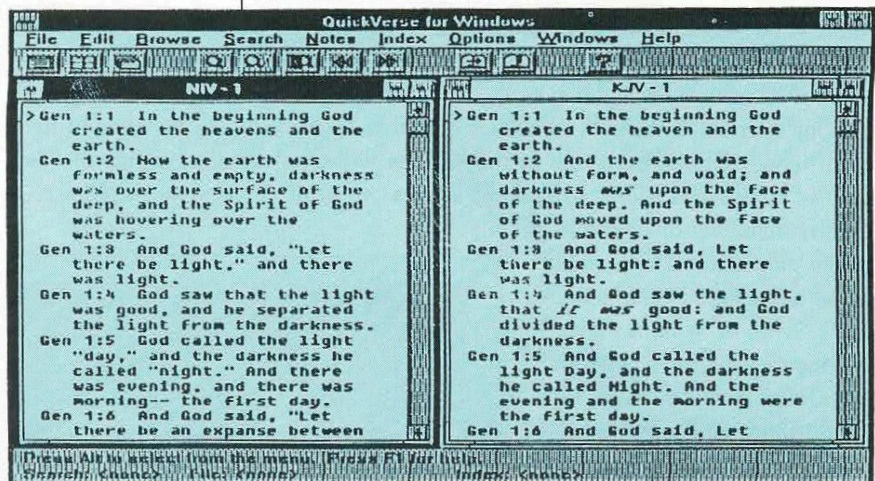 QuickVerse for Windows
File Edit Browse Search Notes Index Options Windows Help
NIV - 1
>Gen 1:1 In the beginning God
created the heavens and the
earth.
Gen 1:2 Now the earth was
formless and empty, darkness
was over the surface of the
deep, and the Spirit of God
was hovering over the
waters.
Gen 1:3 And God said, "Let
there be light," and there
was light.
Gen 1:4 God saw that the light
was good, and he separated
the light from the darkness.
Gen 1:5 God called the light
"day," and the darkness he
called "night." And there
was evening, and there was
morning-- the first day.
Gen 1:6 And God said, "Let
there be an expanse between
KJV - 1
>Gen 1:1 In the beginning God
created the heaven and the
earth.
Gen 1:2 And the earth was
without form, and void; and
darkness was upon the face
of the deep. And the Spirit
of God moved upon the face
of the waters.
Gen 1:3 And God said, Let
there be light: and there
was light.
Gen 1:4 And God saw the light,
that it was good: and God
divided the light from the
darkness.
Gen 1:5 And God called the
light Day, and the darkness
he called Night. And the
evening and the morning were
the first day.
Gen 1:6 And God said, Let
Press Alt to select from the menu. Press F1 for help.
Search: <none> File: <none> Index: <none>